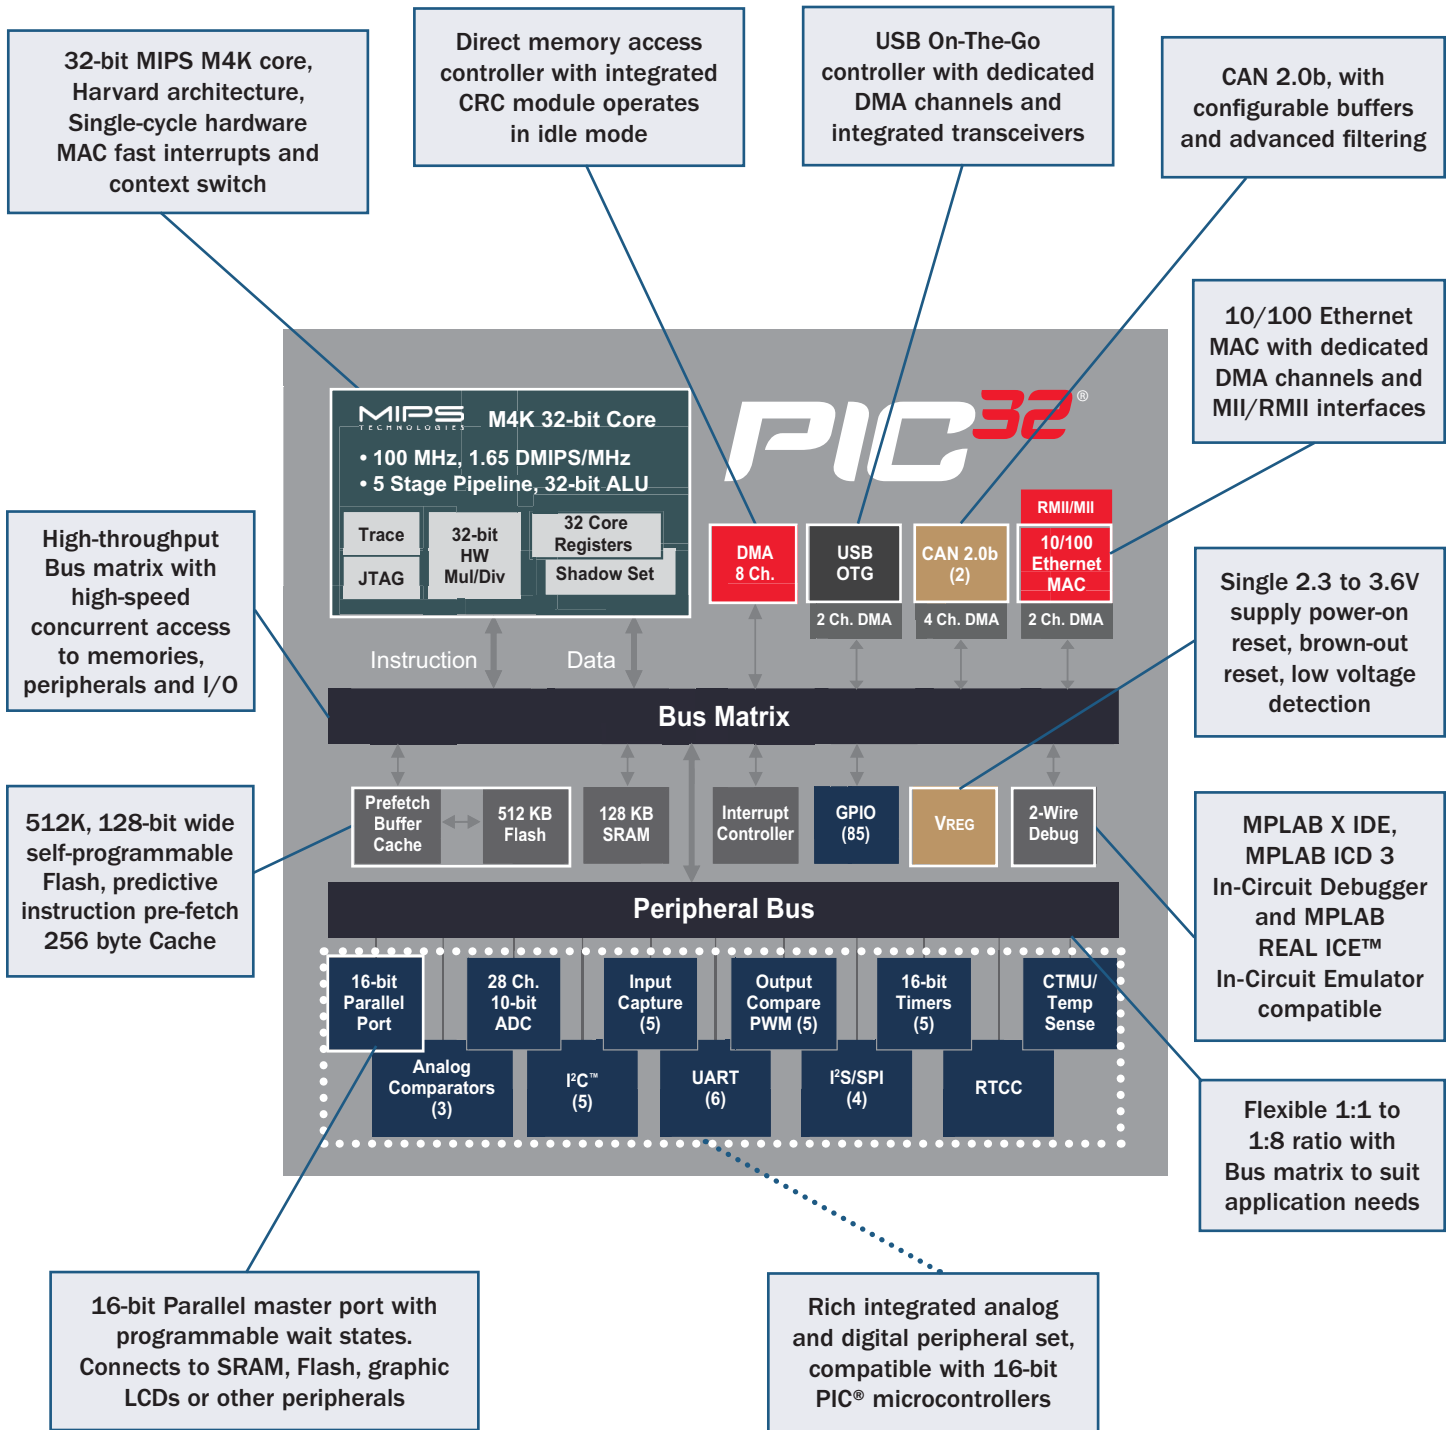 32-bit MIPS M4K core,
Harvard architecture,
Single-cycle hardware
MAC fast interrupts and
context switch
Direct memory access
controller with integrated
CRC module operates
in idle mode
USB On-The-Go
controller with dedicated
DMA channels and
integrated transceivers
CAN 2.0b, with
configurable buffers
and advanced filtering
10/100 Ethernet
MAC with dedicated
DMA channels and
MII/RMII interfaces
MIPS
TECHNOLOGIES
M4K 32-bit Core
• 100 MHz, 1.65 DMIPS/MHz
• 5 Stage Pipeline, 32-bit ALU
Trace
JTAG
32-bit
HW
Mul/Div
32 Core
Registers
Shadow Set
PIC32®
DMA
8 Ch.
USB
OTG
2 Ch. DMA
CAN 2.0b
(2)
4 Ch. DMA
RMII/MII
10/100
Ethernet
MAC
2 Ch. DMA
High-throughput
Bus matrix with
high-speed
concurrent access
to memories,
peripherals and I/O
Single 2.3 to 3.6V
supply power-on
reset, brown-out
reset, low voltage
detection
Instruction
Data
Bus Matrix
512K, 128-bit wide
self-programmable
Flash, predictive
instruction pre-fetch
256 byte Cache
Prefetch
Buffer
Cache
512 KB
Flash
128 KB
SRAM
Interrupt
Controller
GPIO
(85)
VREG
2-Wire
Debug
MPLAB X IDE,
MPLAB ICD 3
In-Circuit Debugger
and MPLAB
REAL ICE™
In-Circuit Emulator
compatible
Peripheral Bus
16-bit
Parallel
Port
28 Ch.
10-bit
ADC
Input
Capture
(5)
Output
Compare
PWM (5)
16-bit
Timers
(5)
CTMU/
Temp
Sense
Analog
Comparators
(3)
I²C™
(5)
UART
(6)
I²S/SPI
(4)
RTCC
Flexible 1:1 to
1:8 ratio with
Bus matrix to suit
application needs
16-bit Parallel master port with
programmable wait states.
Connects to SRAM, Flash, graphic
LCDs or other peripherals
Rich integrated analog
and digital peripheral set,
compatible with 16-bit
PIC® microcontrollers